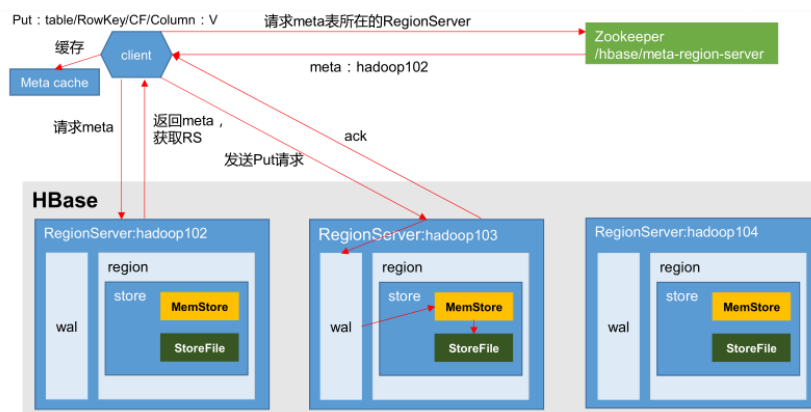 Put：table/RowKey/CF/Column：V
请求meta表所在的RegionServer
Zookeeper
/hbase/meta-region-server
client
缓存
Meta cache
meta：hadoop102
请求meta
返回meta，
获取RS
ack
发送Put请求
HBase
RegionServer:hadoop102
region
store
MemStore
wal
StoreFile
RegionServer:hadoop103
region
store
MemStore
wal
StoreFile
RegionServer:hadoop104
region
store
MemStore
wal
StoreFile